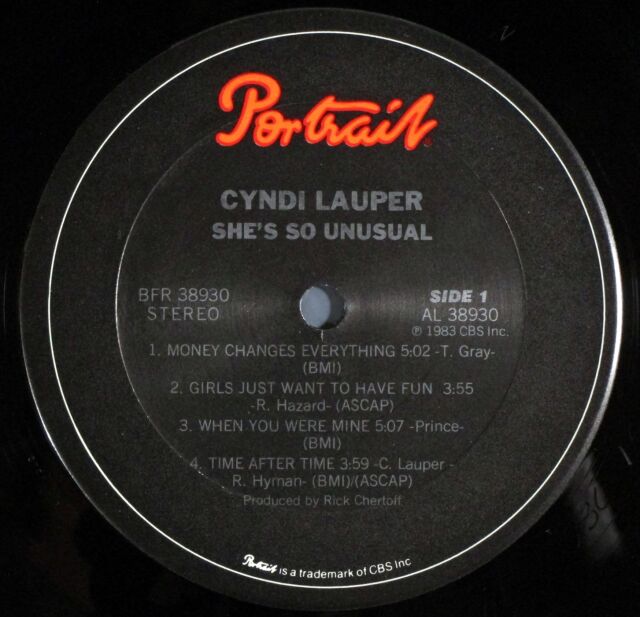 Portrait
CYNDI LAUPER
SHE'S SO UNUSUAL
BFR 38930
STEREO
SIDE 1
AL 38930
℗ 1983 CBS Inc.
1. MONEY CHANGES EVERYTHING 5:02 -T. Gray-
(BMI)
2. GIRLS JUST WANT TO HAVE FUN 3:55
-R. Hazard- (ASCAP)
3. WHEN YOU WERE MINE 5:07 -Prince-
(BMI)
4. TIME AFTER TIME 3:59 -C. Lauper -
R. Hyman- (BMI)/(ASCAP)
Produced by Rick Chertoff
Portrait is a trademark of CBS Inc